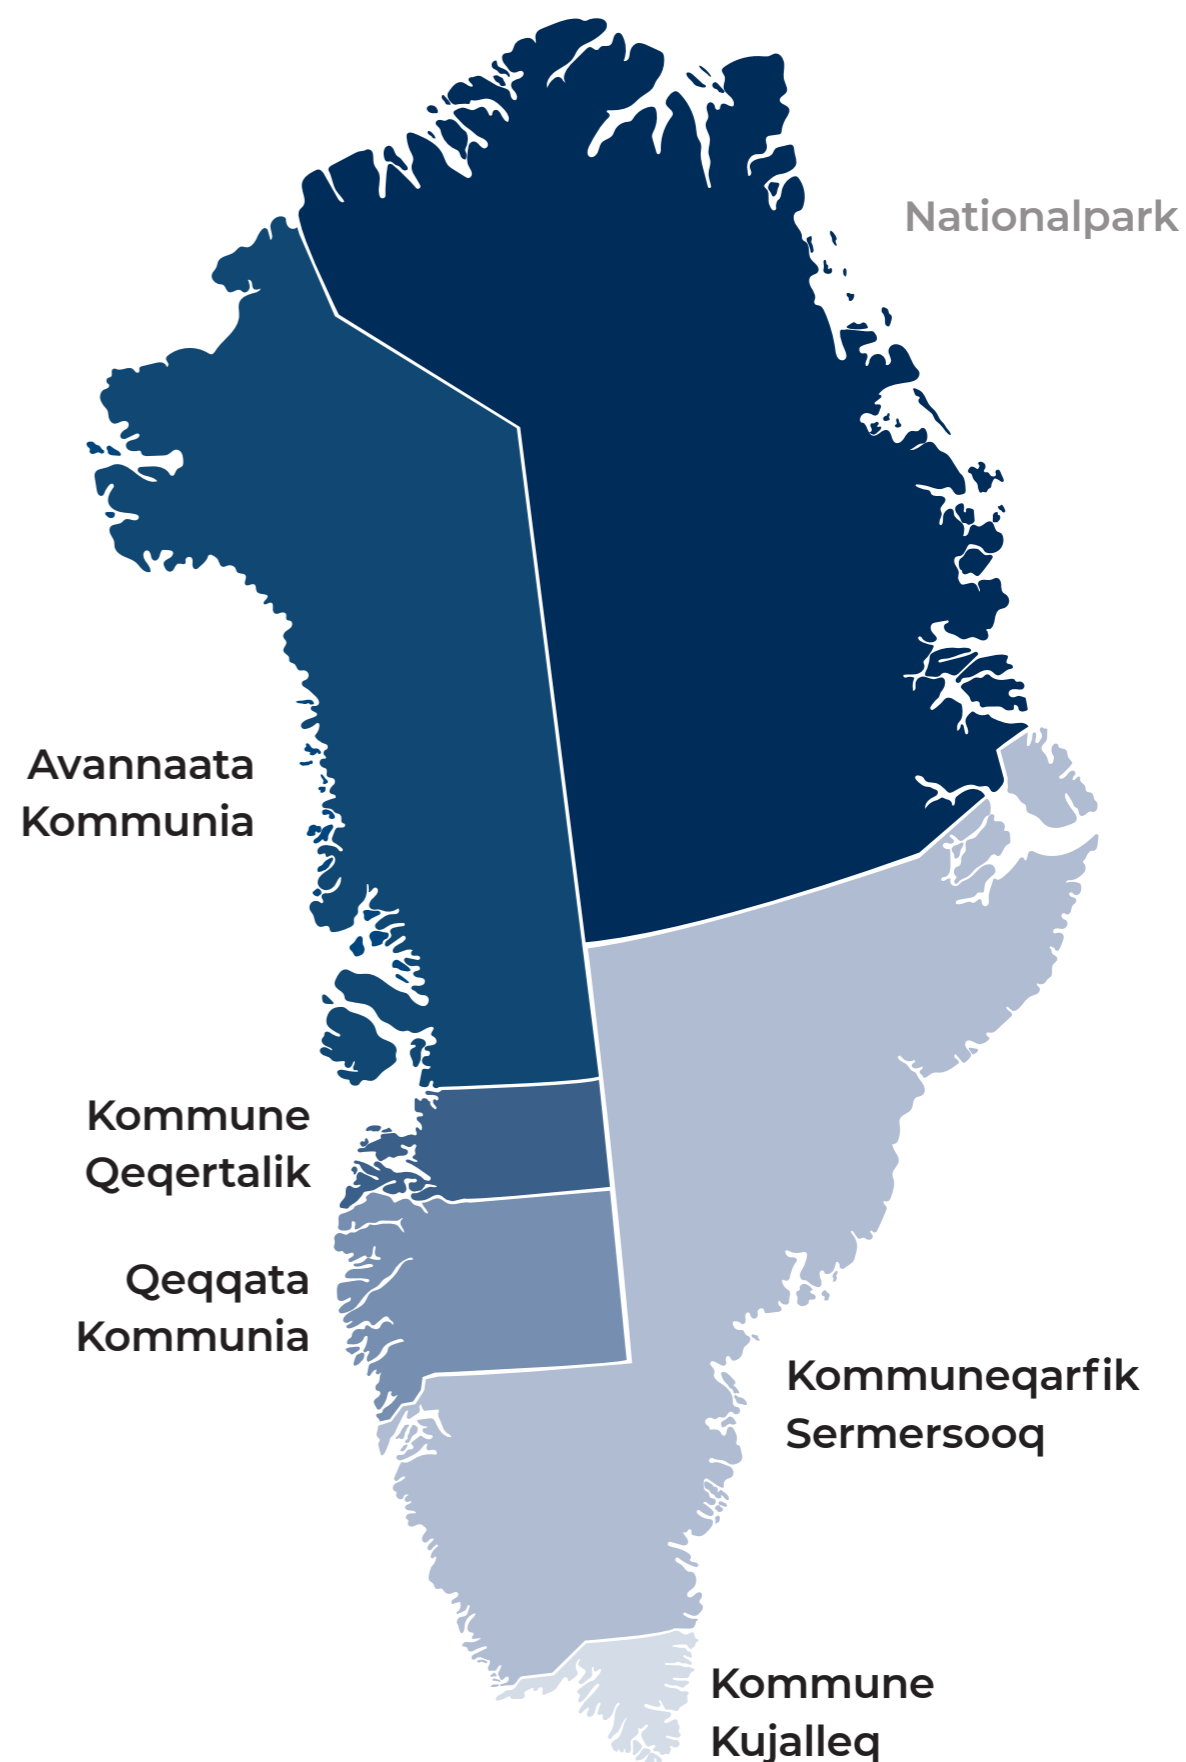 Nationalpark
Avannaata
Kommunia
Kommune
Qeqertalik
Qeqqata
Kommunia
Kommuneqarfik
Sermersooq
Kommune
Kujalleq